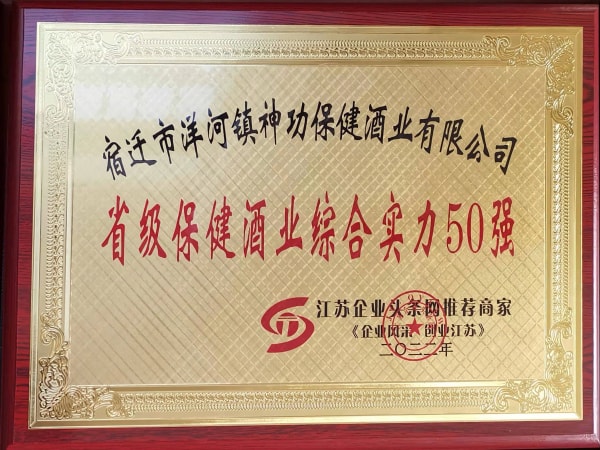 宿迁市洋河镇神功保健酒业有限公司
省级保健酒业综合实力50强
江苏企业头条网推荐商家
《企业风采 创业江苏》
二〇二二年